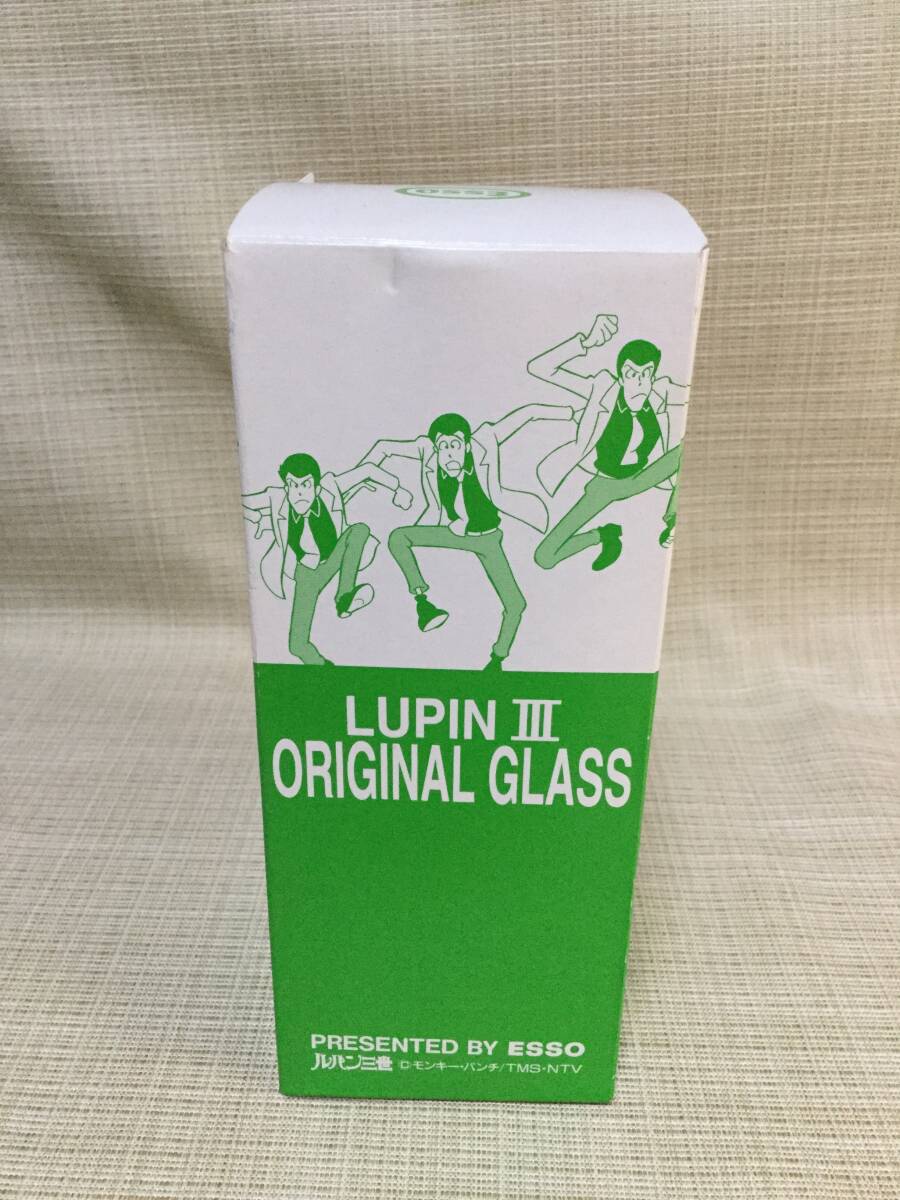 ESSO
LUPIN III
ORIGINAL GLASS
PRESENTED BY ESSO
ルパン三世 ©モンキー・パンチ/TMS・NTV